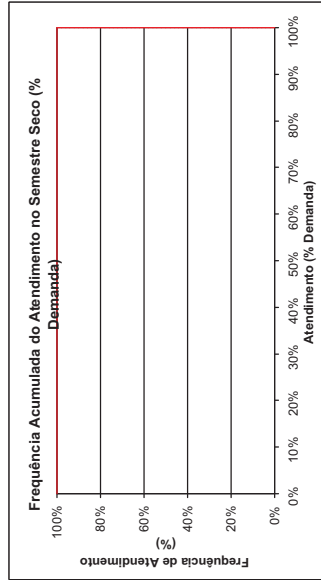 Frequência Acumulada do Atendimento no Semestre Seco (%
Demanda)
Frequência de Atendimento
(%)
100%
80%
60%
40%
20%
0%
0% 10% 20% 30% 40% 50% 60% 70% 80% 90% 100%
Atendimento (% Demanda)